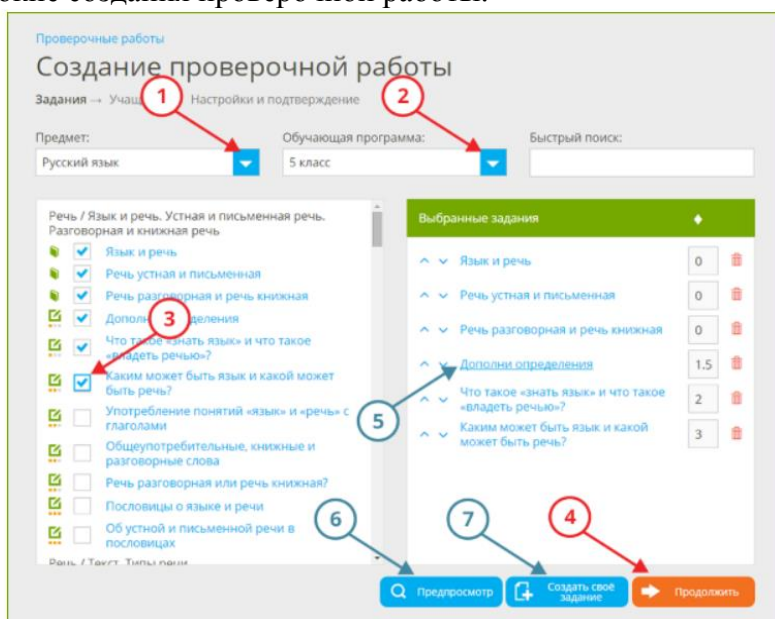 Проверочные работы
Создание проверочной работы
Задания → Настройки и подтверждение
1
2
Предмет:
Обучающая программа:
Быстрый поиск:
Русский язык
5 класс
Речь / Язык и речь. Устная и письменная речь.
Разговорная и книжная речь
Язык и речь
Речь устная и письменная
Речь разговорная и речь книжная
3
Что такое «знать язык» и что такое
«владеть речью»?
Каким может быть язык и какой может
быть речь?
Употребление понятий «язык» и «речь» с
глаголами
Общеупотребительные, книжные и
разговорные слова
Речь разговорная или речь книжная?
Пословицы о языке и речи
Об устной и письменной речи в
пословицах
Речь / Текст. Типы речи
Выбранные задания
Язык и речь 0
Речь устная и письменная 0
Речь разговорная и речь книжная 0
Дополни определения 1.5
Что такое «знать язык» и что такое
«владеть речью»? 2
Каким может быть язык и какой
может быть речь? 3
5
6
7
4
Предпросмотр
Создать своё
задание
Продолжить